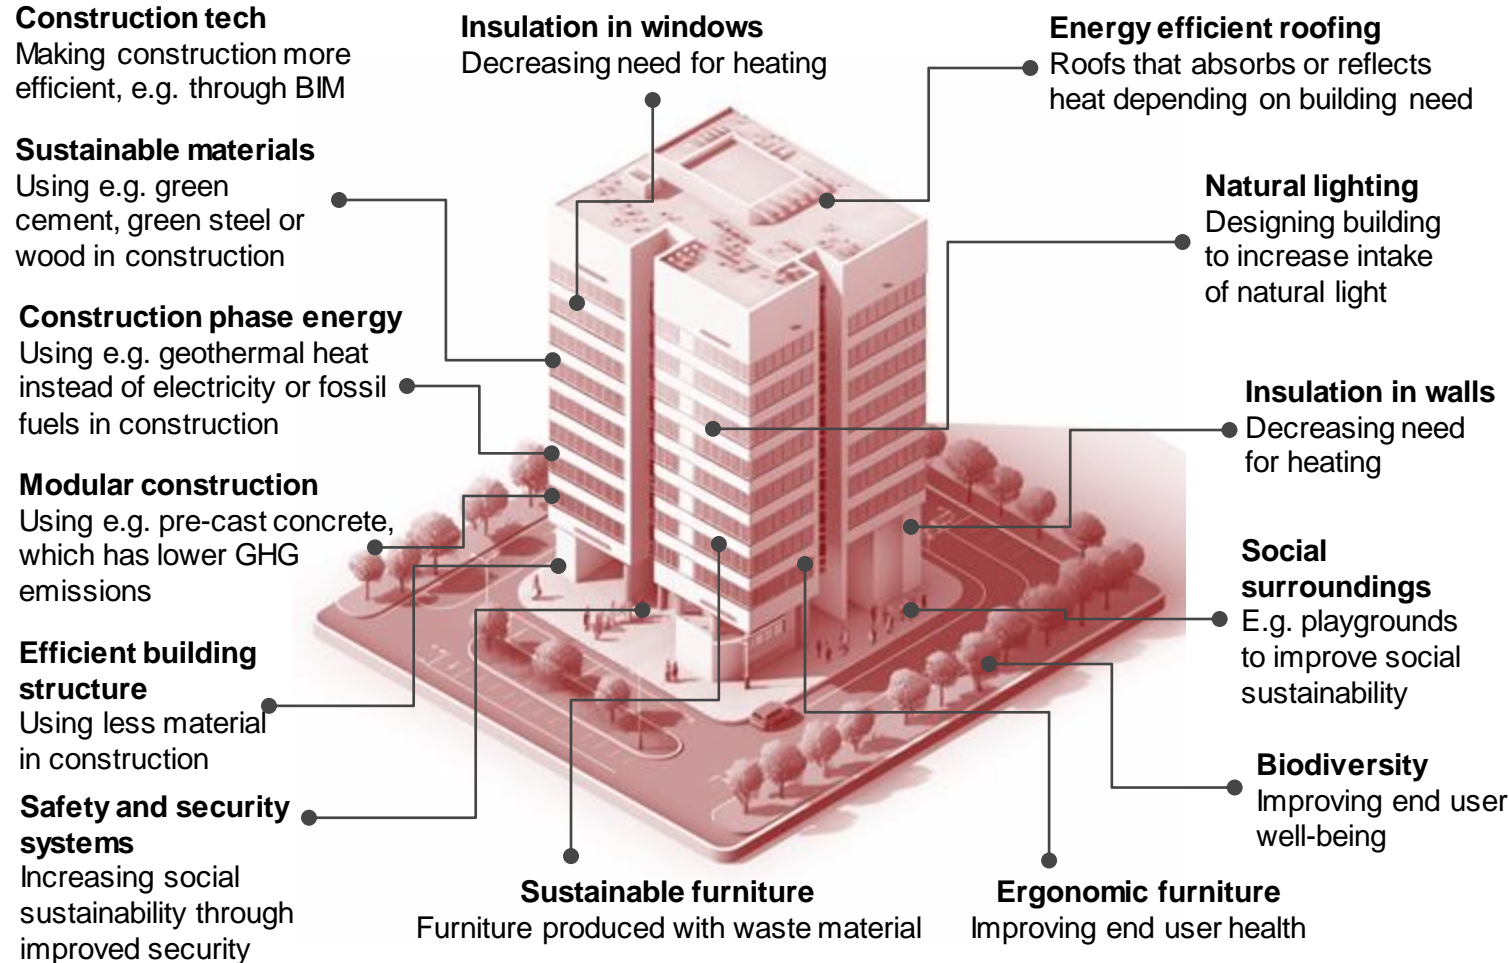 Construction tech
Making construction more
efficient, e.g. through BIM
Sustainable materials
Using e.g. green
cement, green steel or
wood in construction
Construction phase energy
Using e.g. geothermal heat
instead of electricity or fossil
fuels in construction
Modular construction
Using e.g. pre-cast concrete,
which has lower GHG
emissions
Efficient building
structure
Using less material
in construction
Safety and security
systems
Increasing social
sustainability through
improved security
Insulation in windows
Decreasing need for heating
Sustainable furniture
Furniture produced with waste material
Ergonomic furniture
Improving end user health
Energy efficient roofing
Roofs that absorbs or reflects
heat depending on building need
Natural lighting
Designing building
to increase intake
of natural light
Insulation in walls
Decreasing need
for heating
Social
surroundings
E.g. playgrounds
to improve social
sustainability
Biodiversity
Improving end user
well-being